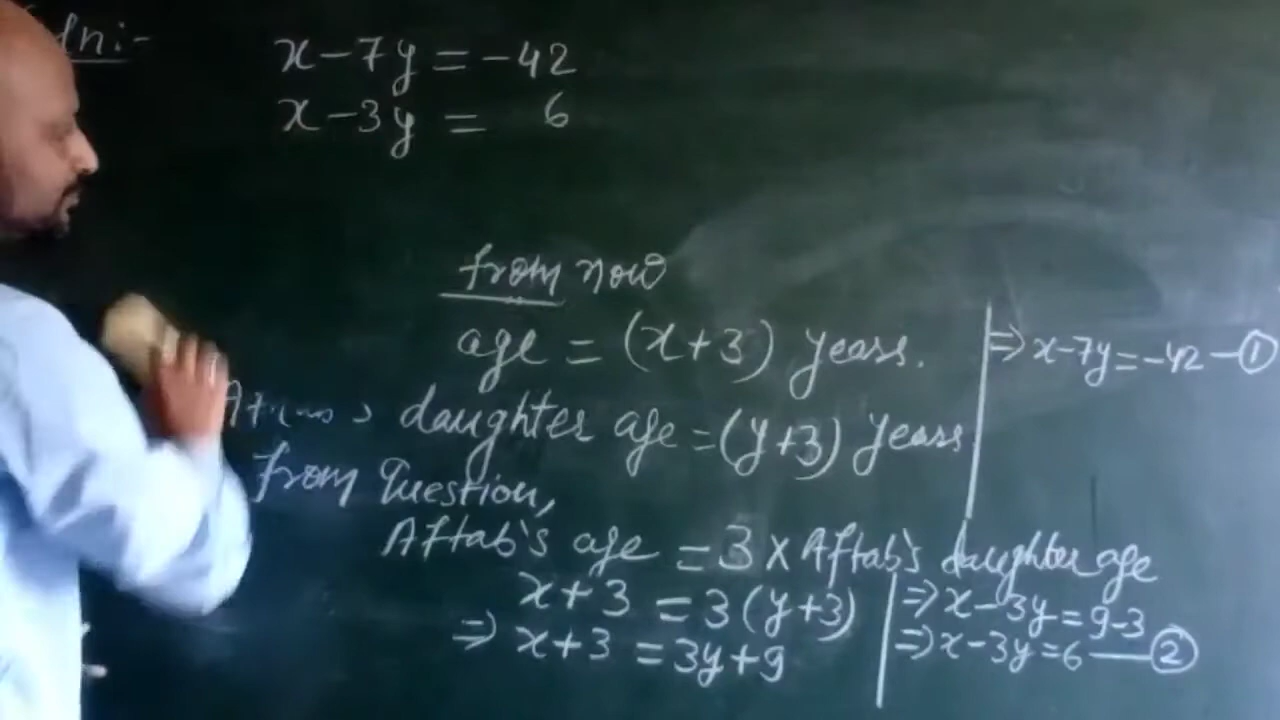 x-7y = -42
x-3y = 6
from now
age = (x+3) years.
daughter age = (y+3) years
from Question,
Aftab's age = 3 x Aftab's daughter age
x+3 = 3(y+3)
⇒ x+3 = 3y+9
⇒ x-7y = -42 — ①
⇒ x-3y = 9-3
⇒ x-3y = 6 — ②